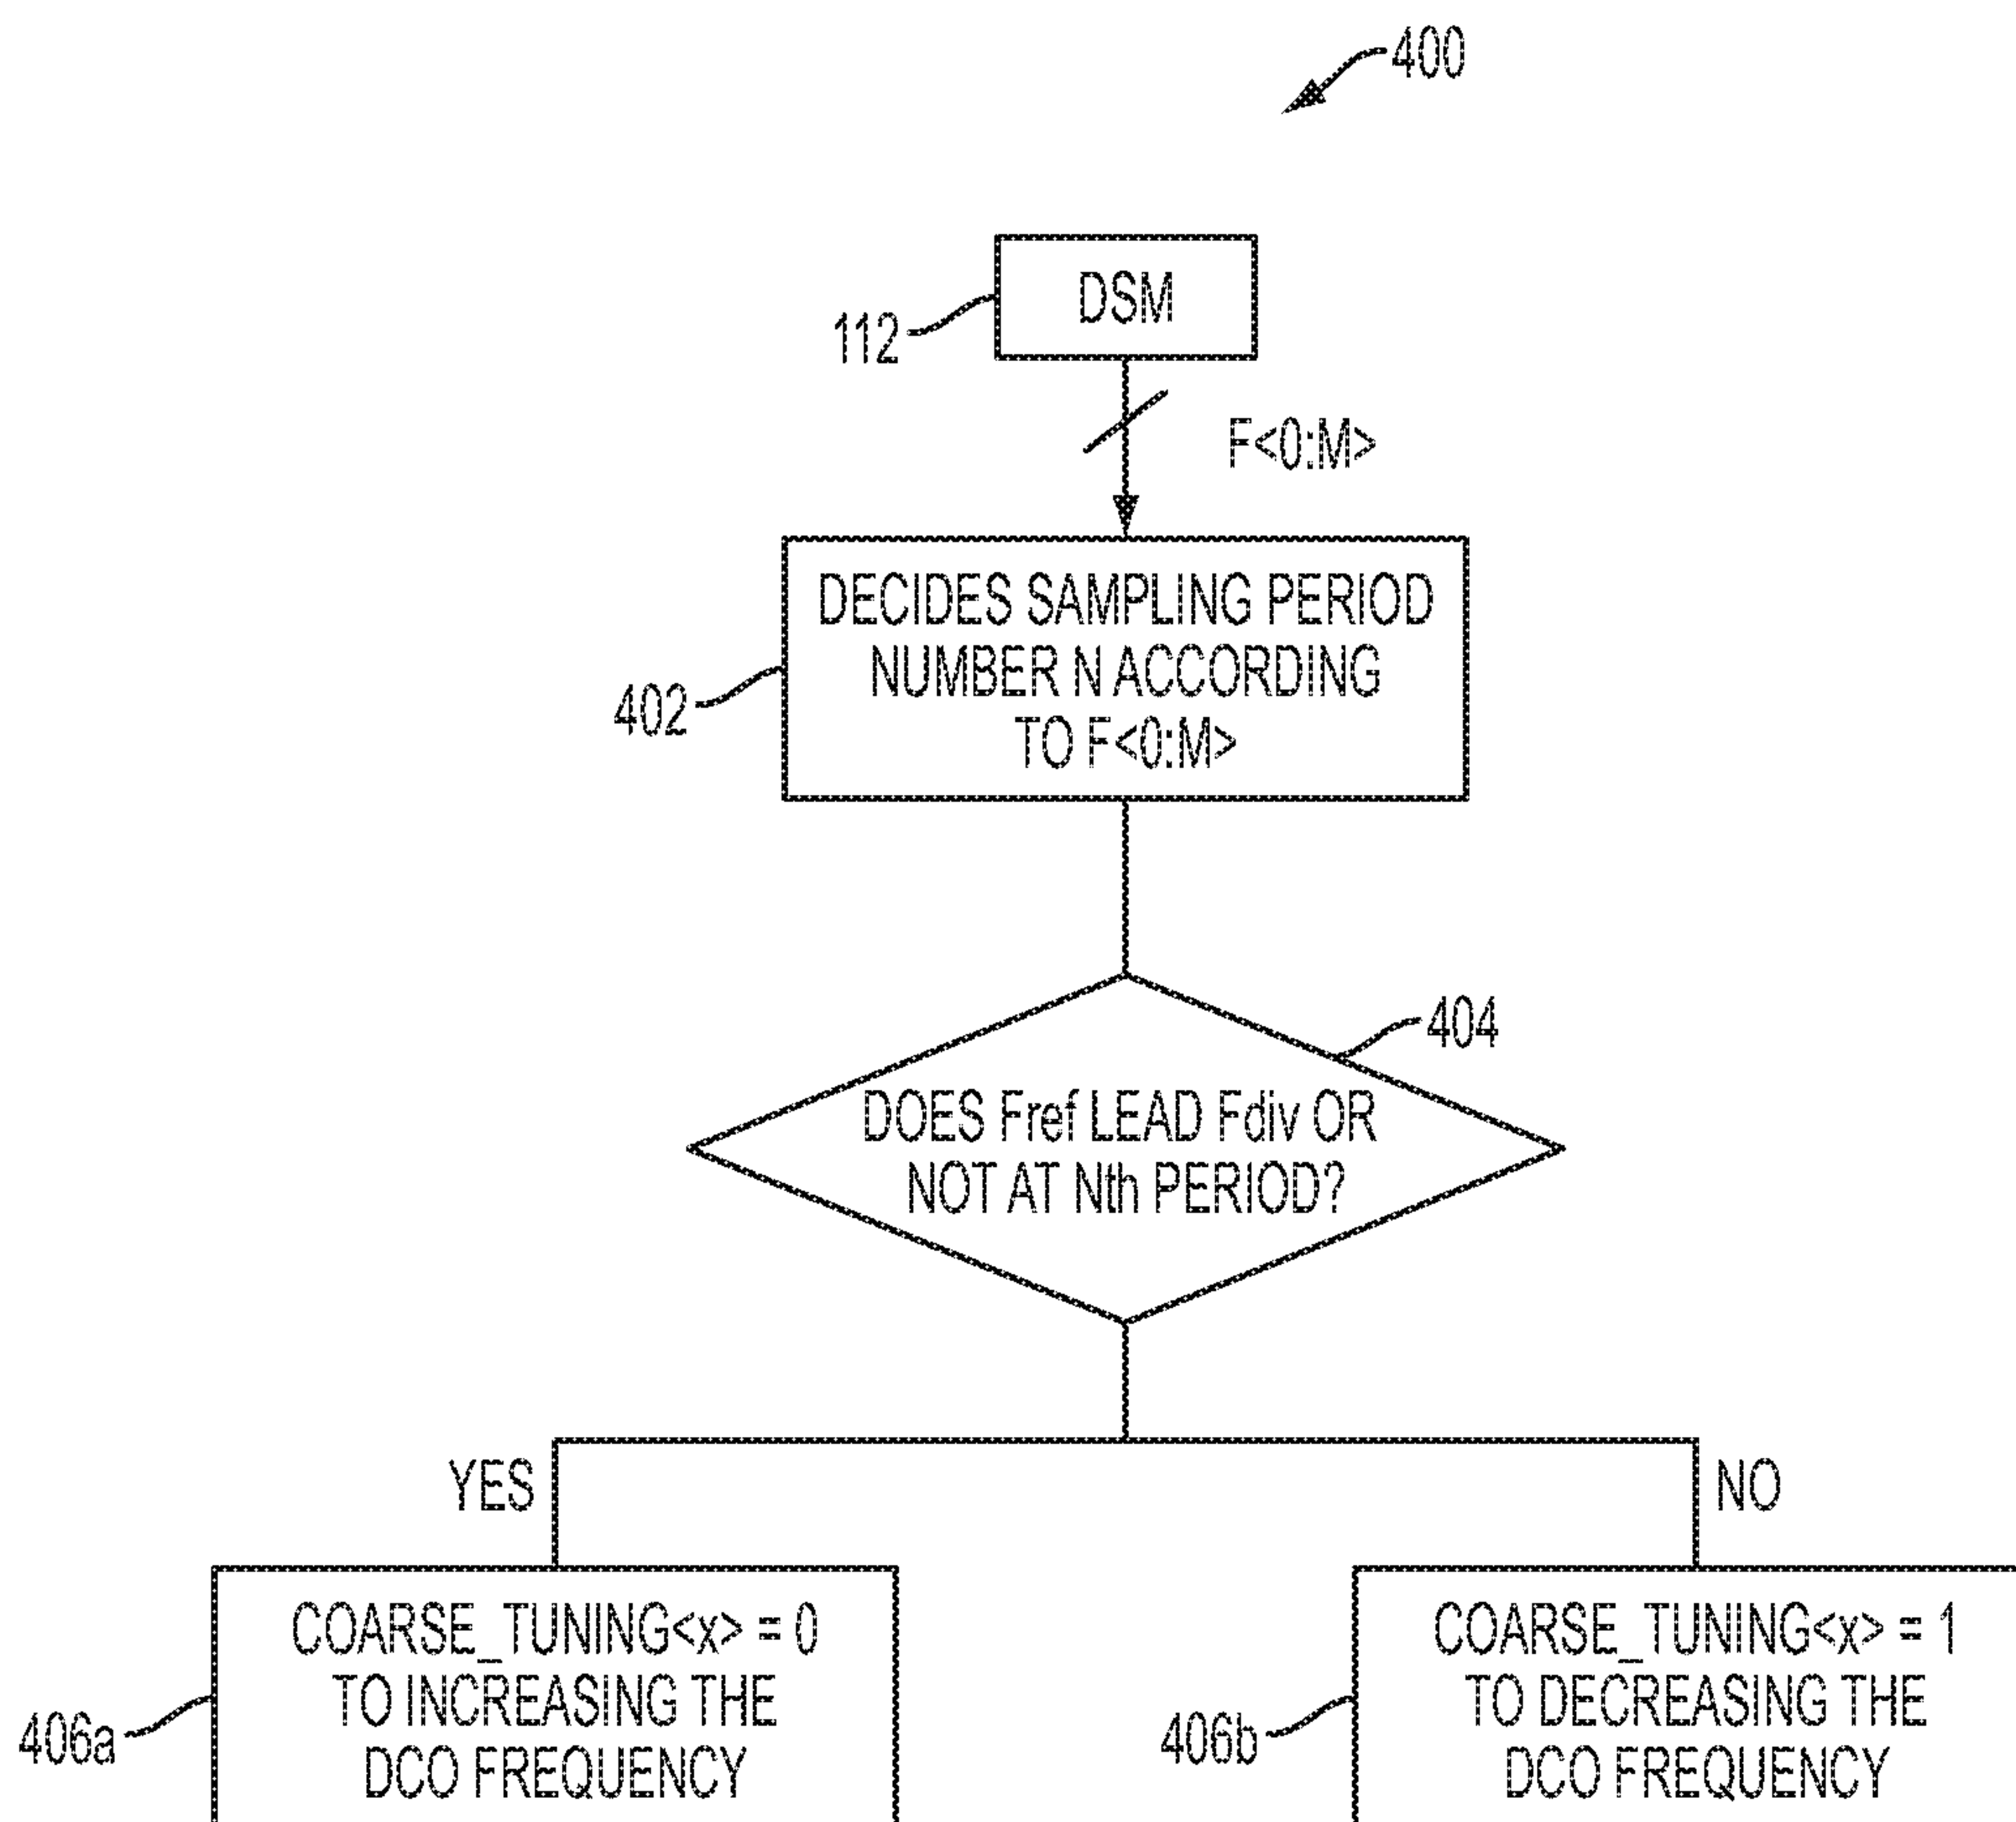 400
DSM
112
F<0:M>
DECIDES SAMPLING PERIOD
NUMBER N ACCORDING
TO F<0:M>
402
404
DOES Fref LEAD Fdiv OR
NOT AT Nth PERIOD?
YES
NO
COARSE_TUNING<x> = 0
TO INCREASING THE
DCO FREQUENCY
406a
COARSE_TUNING<x> = 1
TO DECREASING THE
DCO FREQUENCY
406b